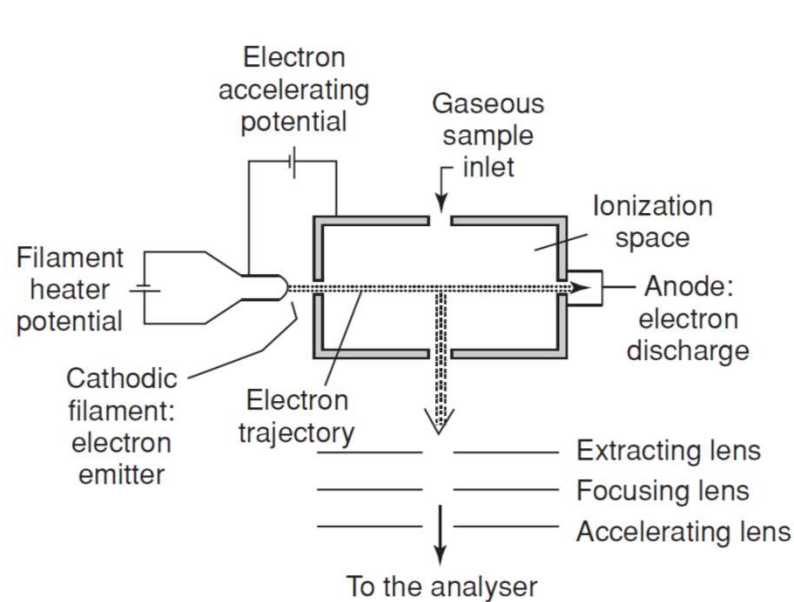 Electron
accelerating
potential
Gaseous
sample
inlet
Ionization
space
Filament
heater
potential
Anode:
electron
discharge
Cathodic
filament:
electron
emitter
Electron
trajectory
Extracting lens
Focusing lens
Accelerating lens
To the analyser